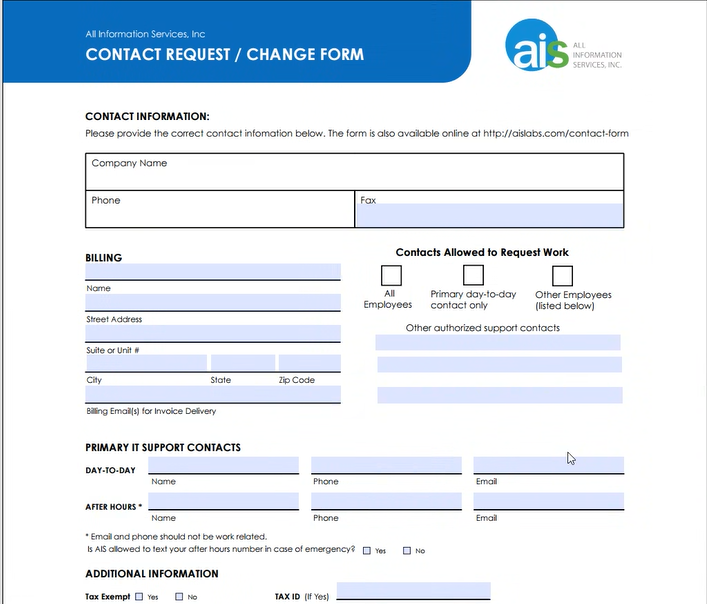 All Information Services, Inc
CONTACT REQUEST / CHANGE FORM
ais
ALL
INFORMATION
SERVICES, INC.
CONTACT INFORMATION:
Please provide the correct contact infomation below. The form is also available online at http://aislabs.com/contact-form
Company Name
Phone
Fax
BILLING
Name
Street Address
Suite or Unit #
City State Zip Code
Billing Email(s) for Invoice Delivery
Contacts Allowed to Request Work
All
Employees
Primary day-to-day
contact only
Other Employees
(listed below)
Other authorized support contacts
PRIMARY IT SUPPORT CONTACTS
DAY-TO-DAY
Name Phone Email
AFTER HOURS *
Name Phone Email
* Email and phone should not be work related.
Is AIS allowed to text your after hours number in case of emergency? Yes No
ADDITIONAL INFORMATION
Tax Exempt Yes No TAX ID (If Yes)